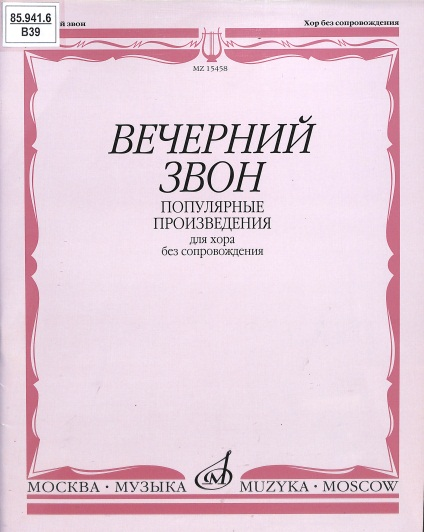 85.941.6
В39
й звон
Хор без сопровождения
MZ 15458
ВЕЧЕРНИЙ
ЗВОН
ПОПУЛЯРНЫЕ
ПРОИЗВЕДЕНИЯ
для хора
без сопровождения
МОСКВА · МУЗЫКА MUZYKA · MOSCOW